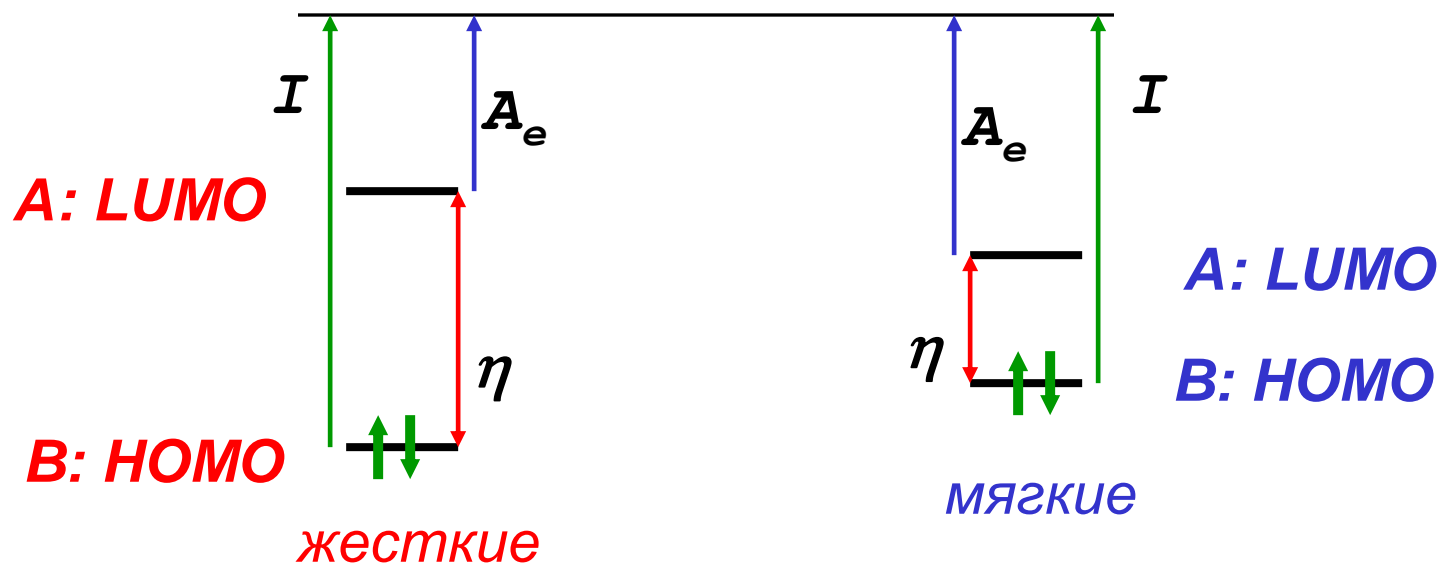 I
A_e
A: LUMO
η
B: HOMO
жесткие
A_e
I
A: LUMO
η
B: HOMO
мягкие